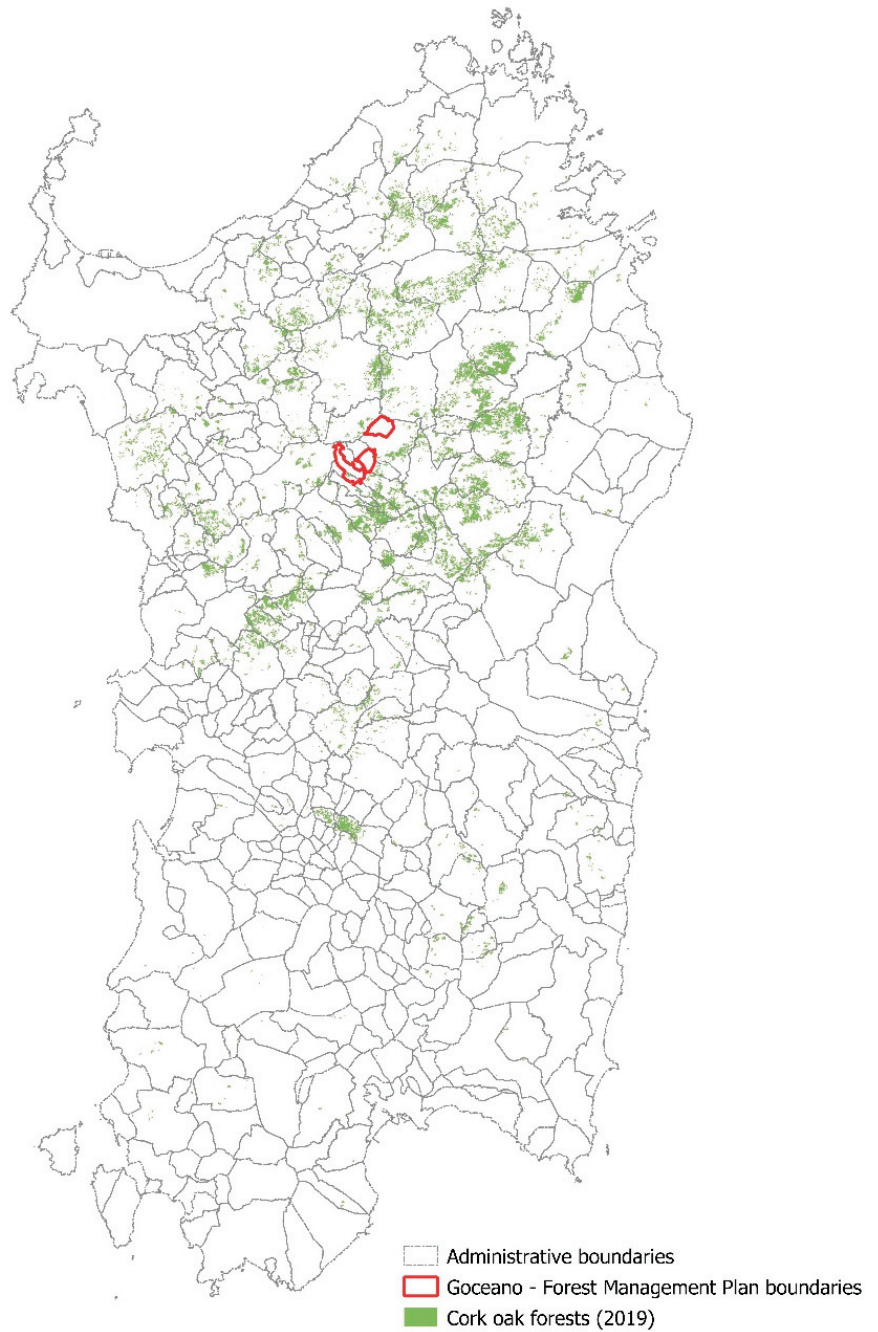 Administrative boundaries
Goceano - Forest Management Plan boundaries
Cork oak forests (2019)